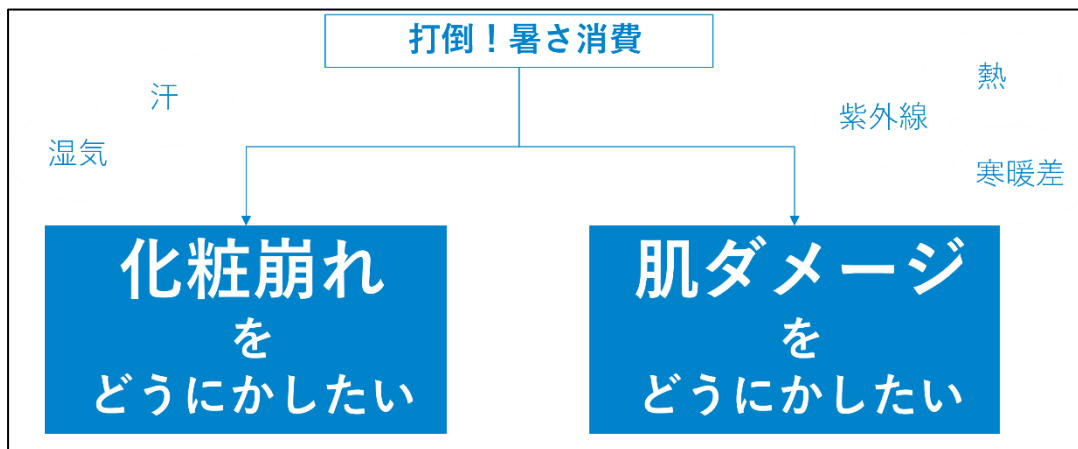 打倒！暑さ消費
汗
湿気
熱
紫外線
寒暖差
化粧崩れ
を
どうにかしたい
肌ダメージ
を
どうにかしたい